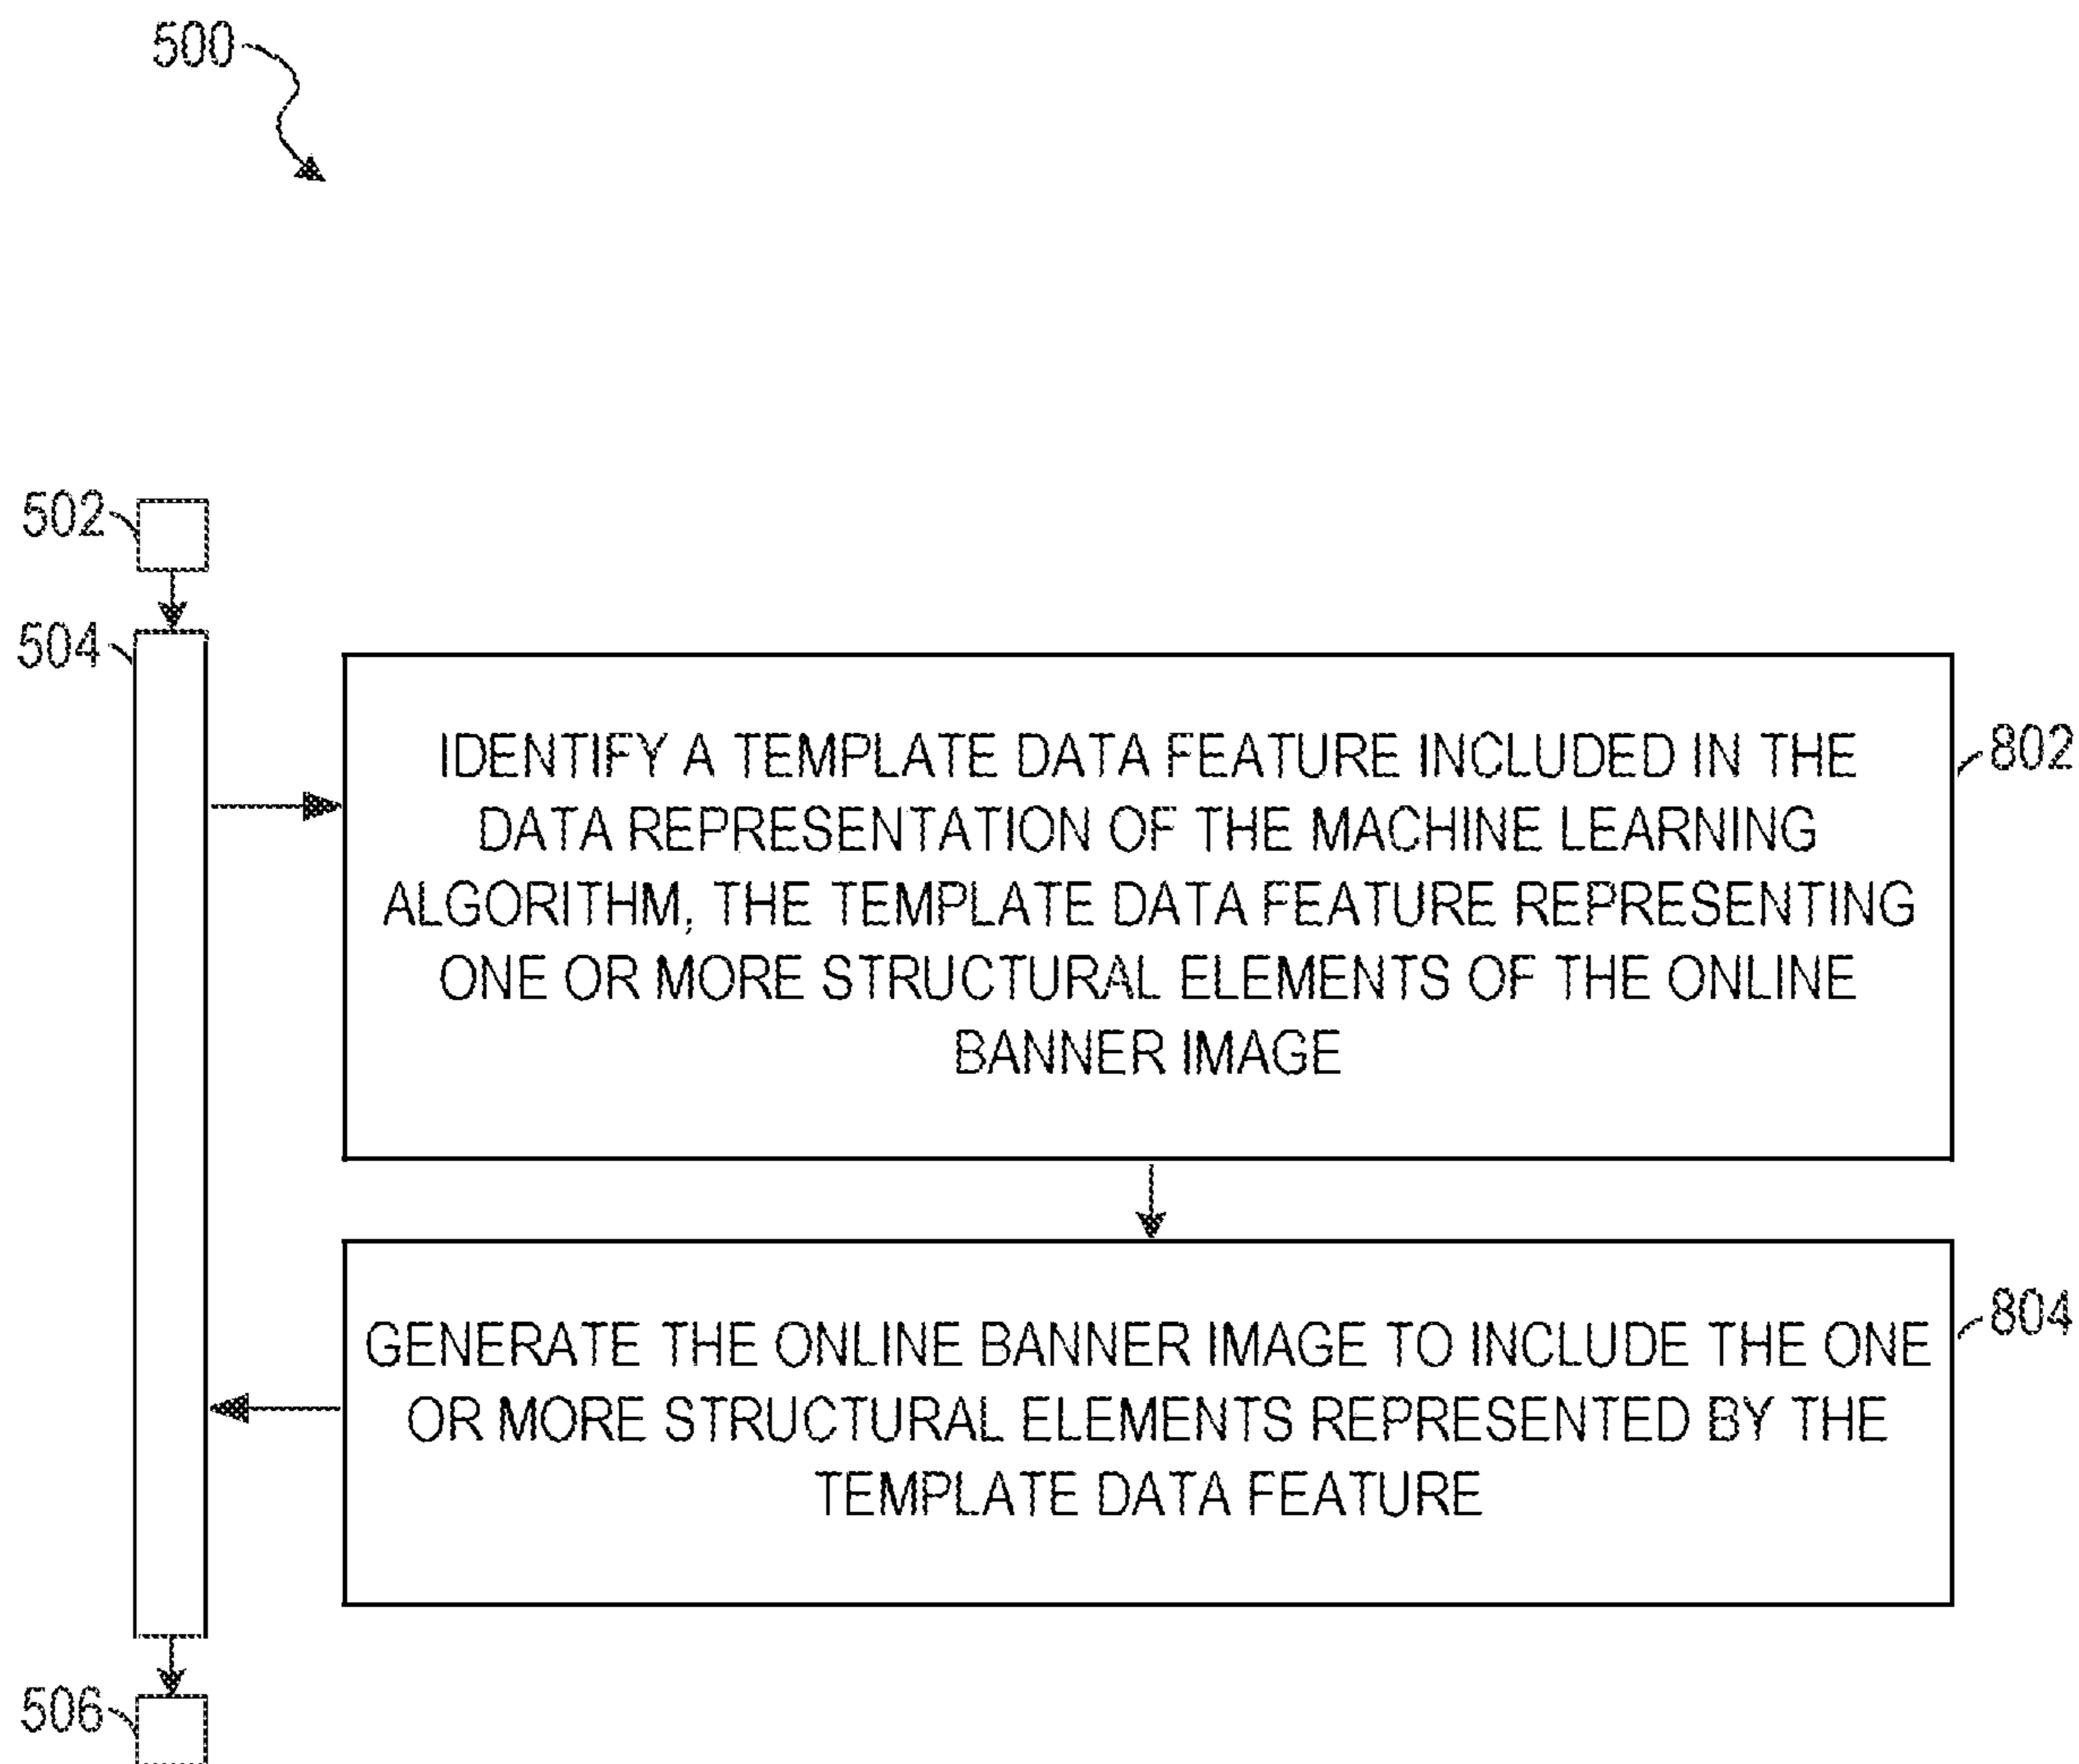 500
502
504
IDENTIFY A TEMPLATE DATA FEATURE INCLUDED IN THE
DATA REPRESENTATION OF THE MACHINE LEARNING
ALGORITHM, THE TEMPLATE DATA FEATURE REPRESENTING
ONE OR MORE STRUCTURAL ELEMENTS OF THE ONLINE
BANNER IMAGE
802
GENERATE THE ONLINE BANNER IMAGE TO INCLUDE THE ONE
OR MORE STRUCTURAL ELEMENTS REPRESENTED BY THE
TEMPLATE DATA FEATURE
804
506